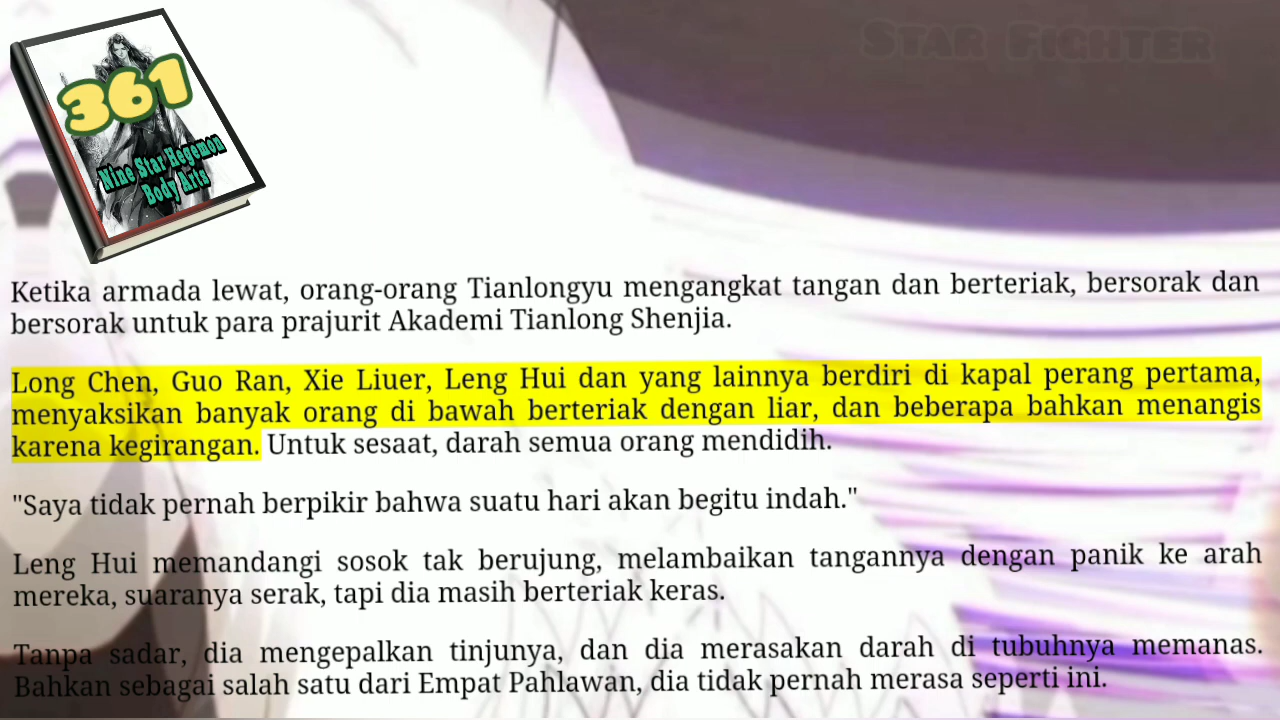 STAR FIGHTER
361
Nine Star Hegemon
Body Arts
Ketika armada lewat, orang-orang Tianlongyu mengangkat tangan dan berteriak, bersorak dan
bersorak untuk para prajurit Akademi Tianlong Shenjia.
Long Chen, Guo Ran, Xie Liuer, Leng Hui dan yang lainnya berdiri di kapal perang pertama,
menyaksikan banyak orang di bawah berteriak dengan liar, dan beberapa bahkan menangis
karena kegirangan. Untuk sesaat, darah semua orang mendidih.
"Saya tidak pernah berpikir bahwa suatu hari akan begitu indah."
Leng Hui memandangi sosok tak berujung, melambaikan tangannya dengan panik ke arah
mereka, suaranya serak, tapi dia masih berteriak keras.
Tanpa sadar, dia mengepalkan tinjunya, dan dia merasakan darah di tubuhnya memanas.
Bahkan sebagai salah satu dari Empat Pahlawan, dia tidak pernah merasa seperti ini.